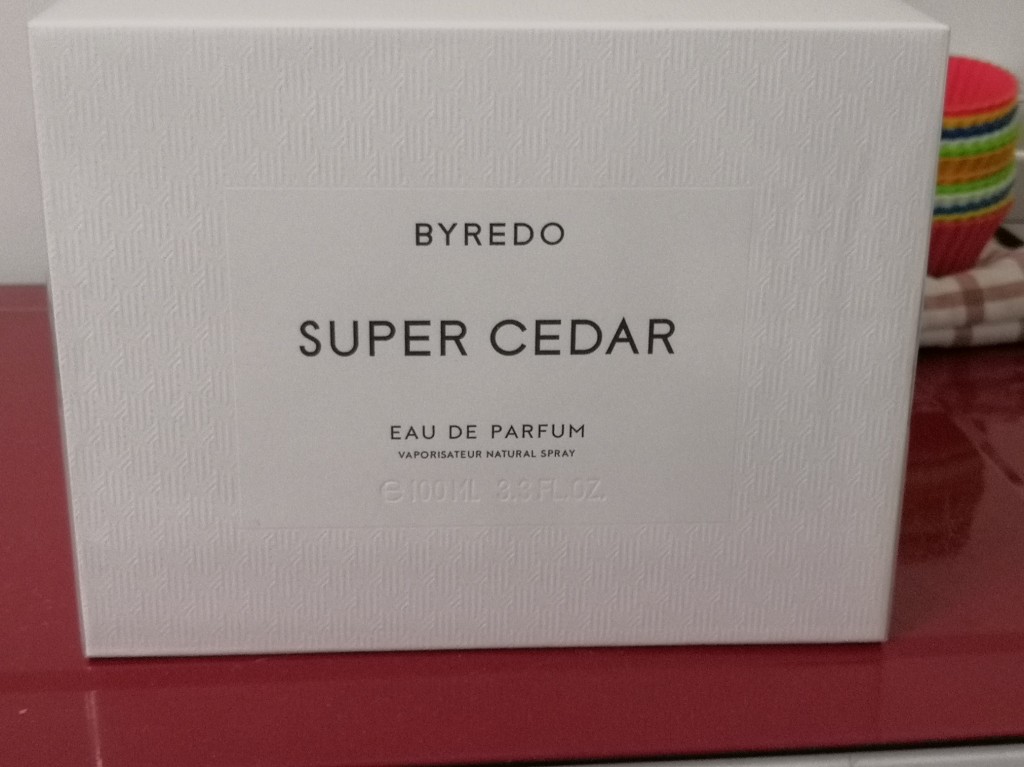 BYREDO
SUPER CEDAR
EAU DE PARFUM
VAPORISATEUR NATURAL SPRAY
℮ 100 ML 3.3 FL.OZ.